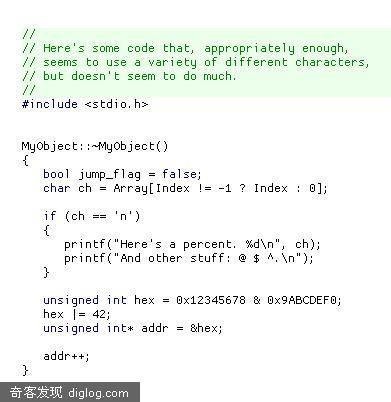 //
// Here's some code that, appropriately enough,
// seems to use a variety of different characters,
// but doesn't seem to do much.
//
#include <stdio.h>
MyObject::~MyObject()
{
bool jump_flag = false;
char ch = Array[Index != -1 ? Index : 0];
if (ch == 'n')
{
printf("Here's a percent. %d\n", ch);
printf("And other stuff: @ $ ^.\n");
}
unsigned int hex = 0x12345678 & 0x9ABCDEF0;
hex |= 42;
unsigned int* addr = &hex;
addr++;
}
奇客发现 diglog.com